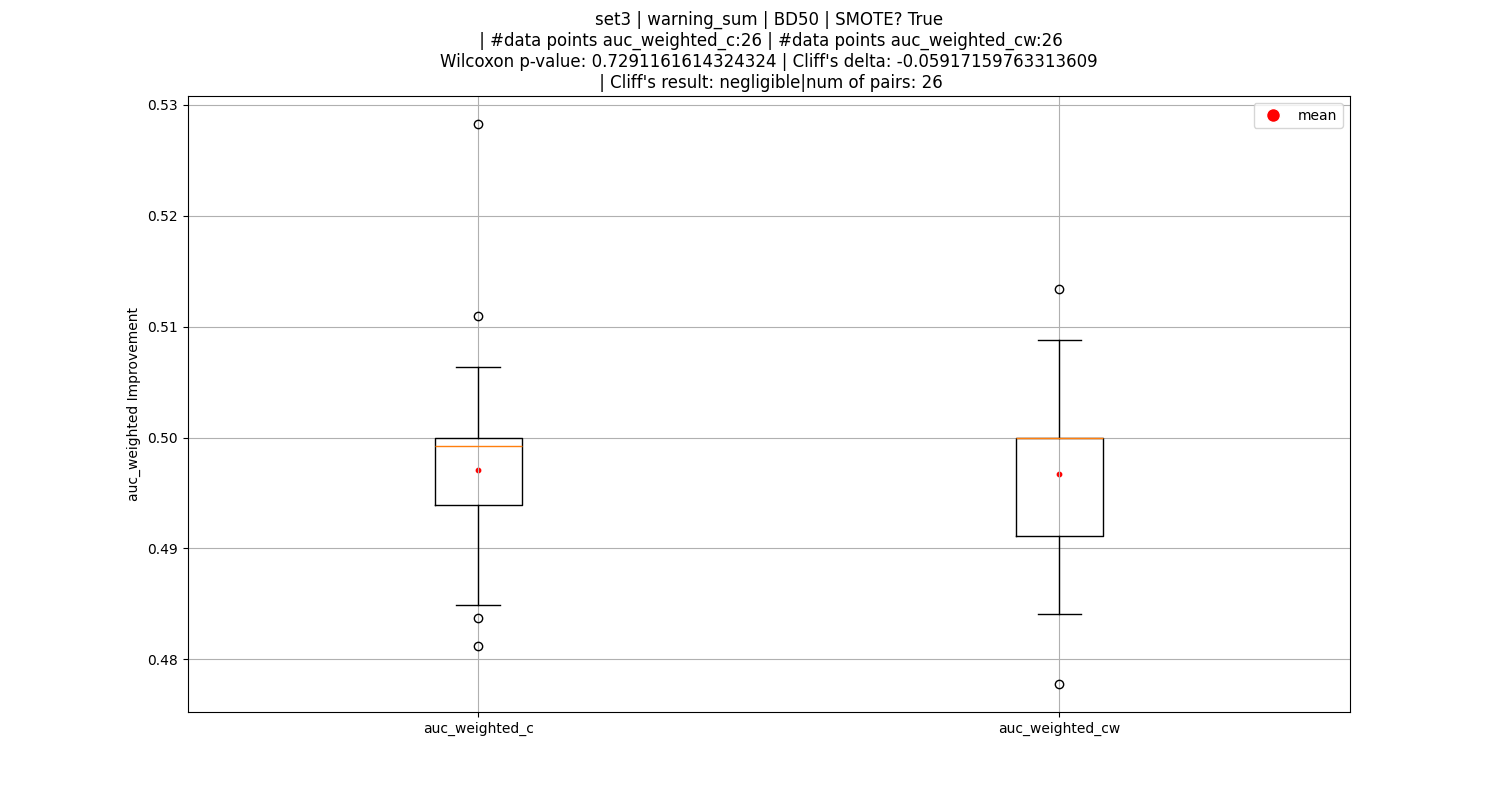 set3 | warning_sum | BD50 | SMOTE? True
| #data points auc_weighted_c:26 | #data points auc_weighted_cw:26
Wilcoxon p-value: 0.7291161614324324 | Cliff's delta: -0.05917159763313609
| Cliff's result: negligible|num of pairs: 26
mean
auc_weighted Improvement
0.53
0.52
0.51
0.50
0.49
0.48
auc_weighted_c
auc_weighted_cw